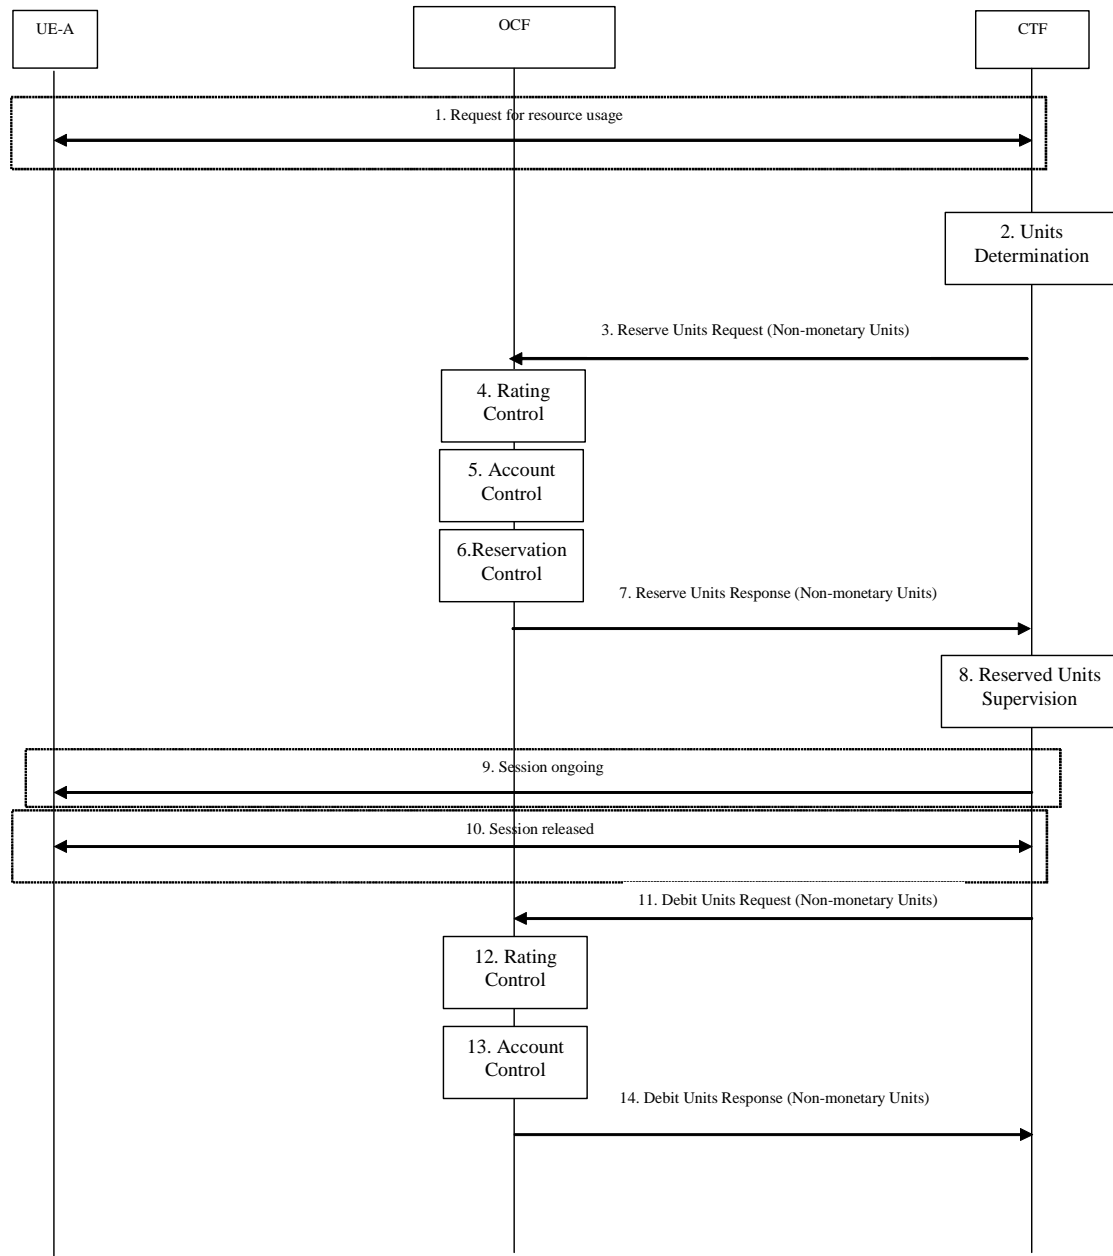 UE-A
OCF
CTF
1. Request for resource usage
2. Units
Determination
3. Reserve Units Request (Non-monetary Units)
4. Rating
Control
5. Account
Control
6.Reservation
Control
7. Reserve Units Response (Non-monetary Units)
8. Reserved Units
Supervision
9. Session ongoing
10. Session released
11. Debit Units Request (Non-monetary Units)
12. Rating
Control
13. Account
Control
14. Debit Units Response (Non-monetary Units)